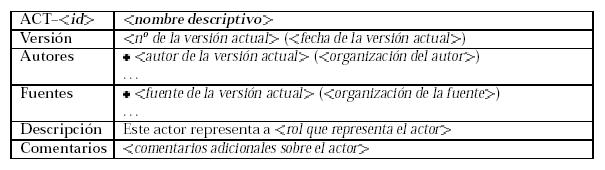 ACT–<id> <nombre descriptivo>
Versión <nº de la versión actual> (<fecha de la versión actual>)
Autores • <autor de la versión actual> (<organización del autor>)
...
Fuentes • <fuente de la versión actual> (<organización de la fuente>)
...
Descripción Este actor representa a <rol que representa el actor>
Comentarios <comentarios adicionales sobre el actor>